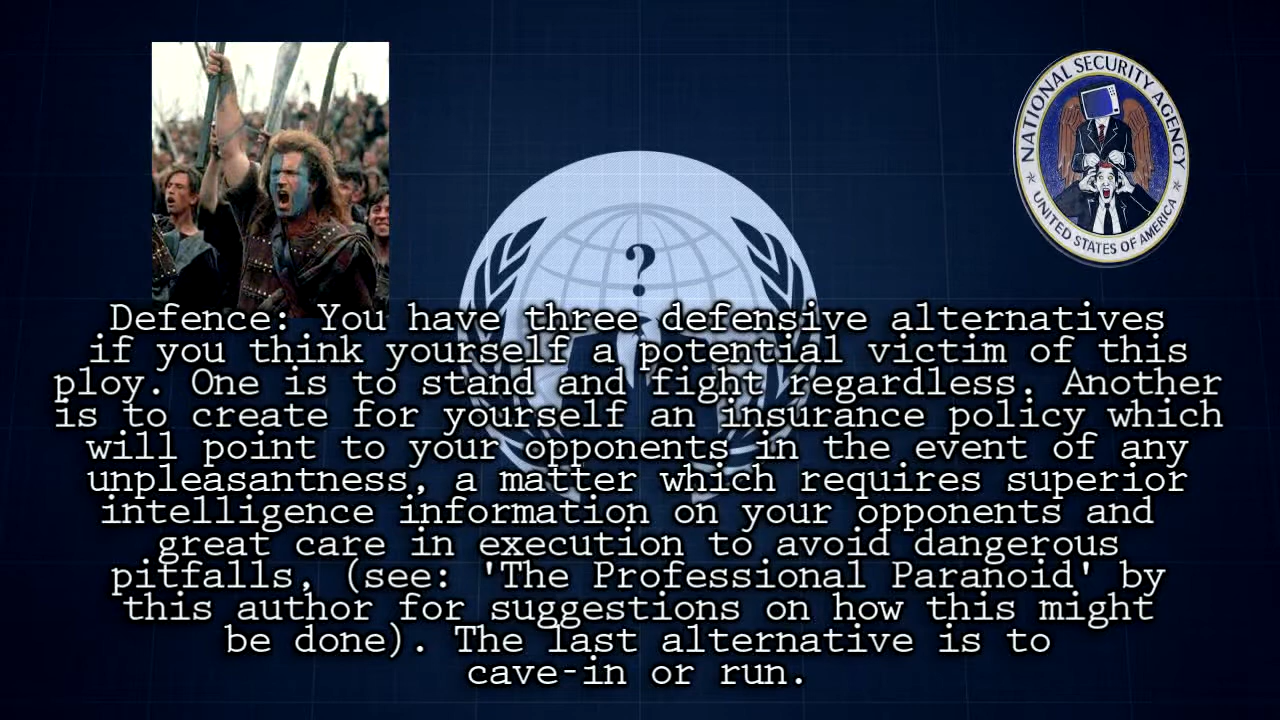 NATIONAL SECURITY AGENCY
UNITED STATES OF AMERICA
?
Defence: You have three defensive alternatives
if you think yourself a potential victim of this
ploy. One is to stand and fight regardless. Another
is to create for yourself an insurance policy which
will point to your opponents in the event of any
unpleasantness, a matter which requires superior
intelligence information on your opponents and
great care in execution to avoid dangerous
pitfalls, (see: 'The Professional Paranoid' by
this author for suggestions on how this might
be done). The last alternative is to
cave-in or run.